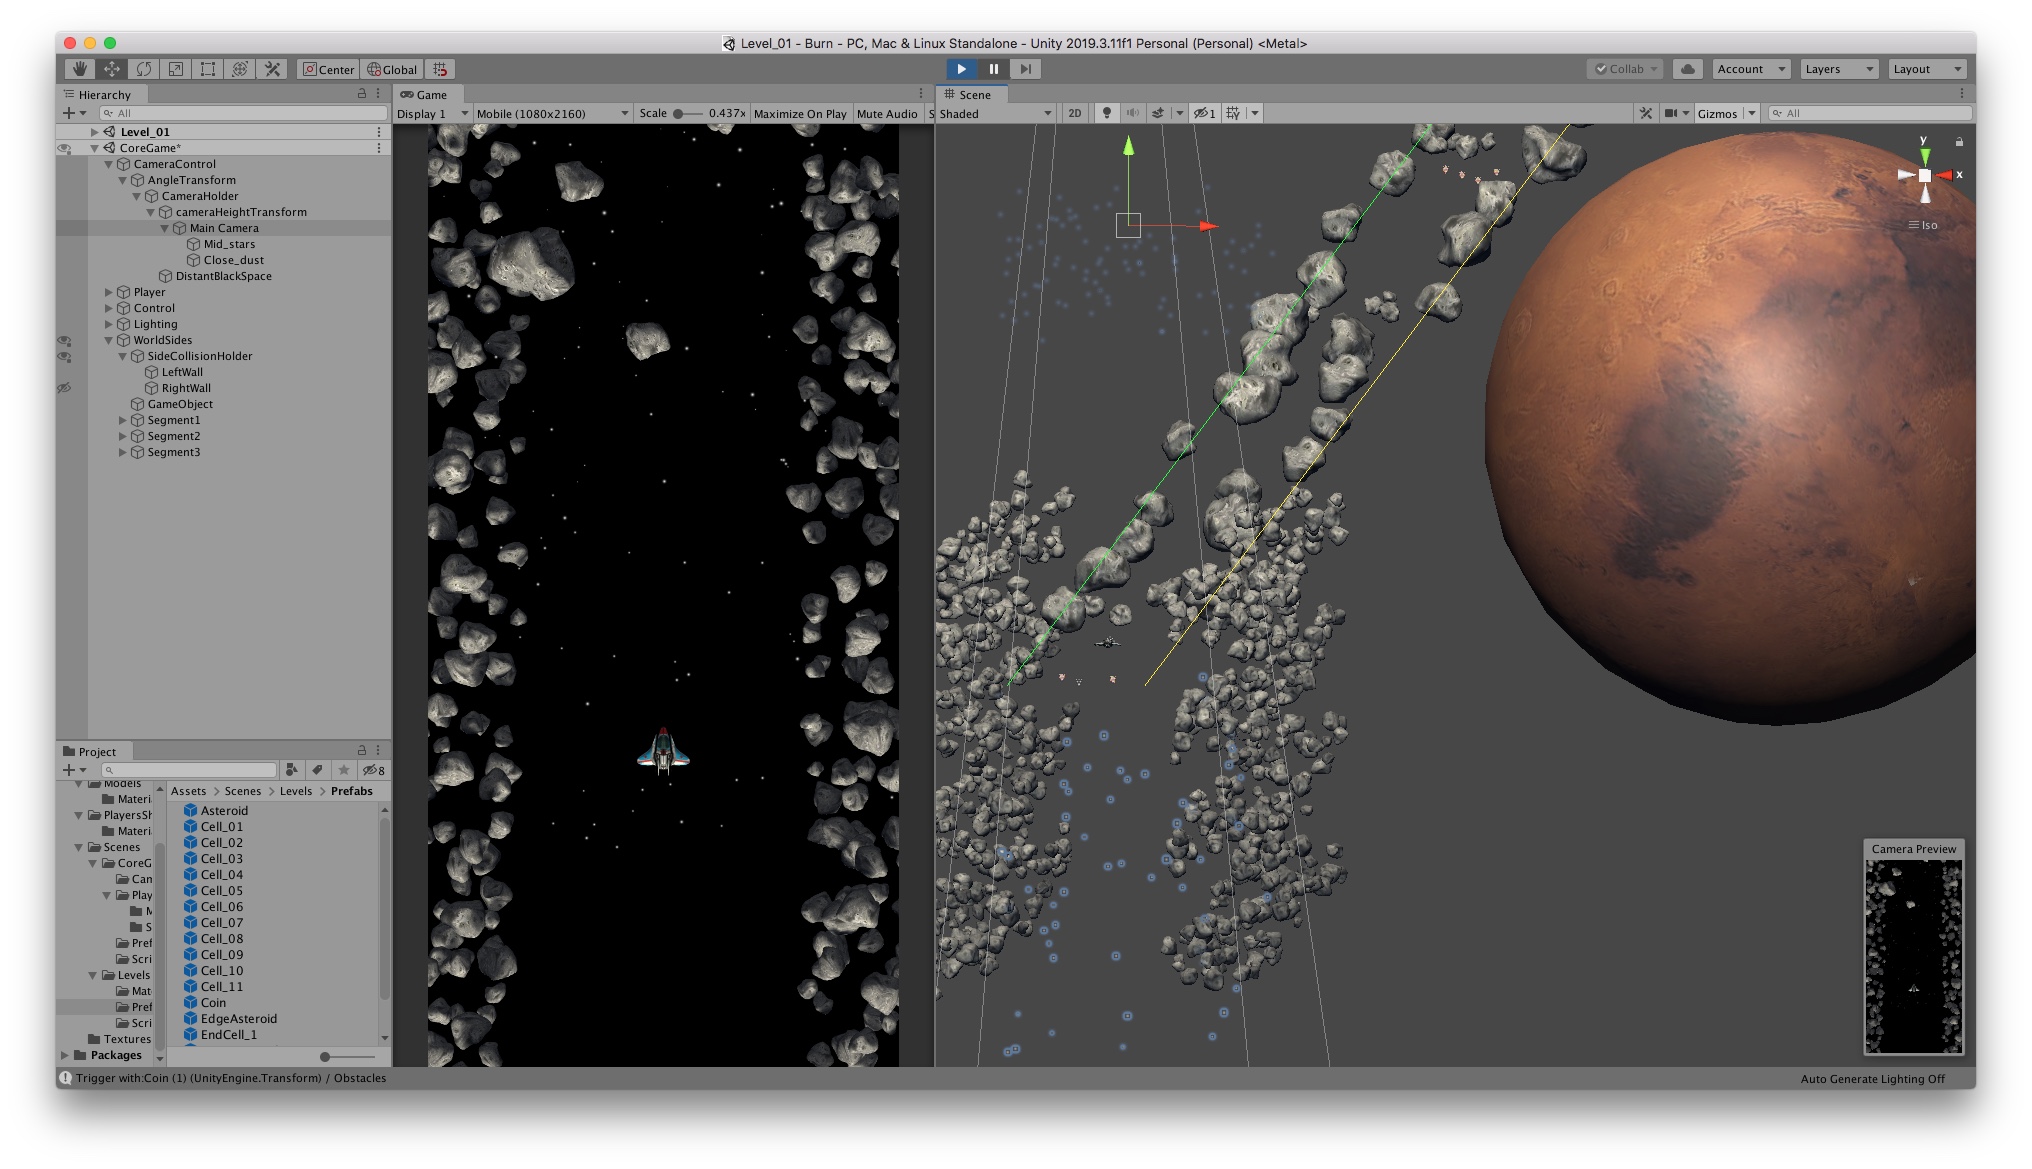 Level_01 - Burn - PC, Mac & Linux Standalone - Unity 2019.3.11f1 Personal (Personal) <Metal>
Center Global Collab Account Layers Layout
Hierarchy
All
Level_01
CoreGame*
CameraControl
AngleTransform
CameraHolder
cameraHeightTransform
Main Camera
Mid_stars
Close_dust
DistantBlackSpace
Player
Control
Lighting
WorldSides
SideCollisionHolder
LeftWall
RightWall
GameObject
Segment1
Segment2
Segment3
Game
Display 1 Mobile (1080x2160) Scale 0.437x Maximize On Play Mute Audio S
Scene
Shaded 2D 1 Gizmos All
y
x
Iso
Camera Preview
Project
8
Models
Materi
PlayersSh
Materi
Scenes
CoreG
Can
Play
M
S
Pref
Scri
Levels
Mat
Pref
Scri
Textures
Packages
Assets > Scenes > Levels > Prefabs
Asteroid
Cell_01
Cell_02
Cell_03
Cell_04
Cell_05
Cell_06
Cell_07
Cell_08
Cell_09
Cell_10
Cell_11
Coin
EdgeAsteroid
EndCell_1
Trigger with:Coin (1) (UnityEngine.Transform) / Obstacles
Auto Generate Lighting Off